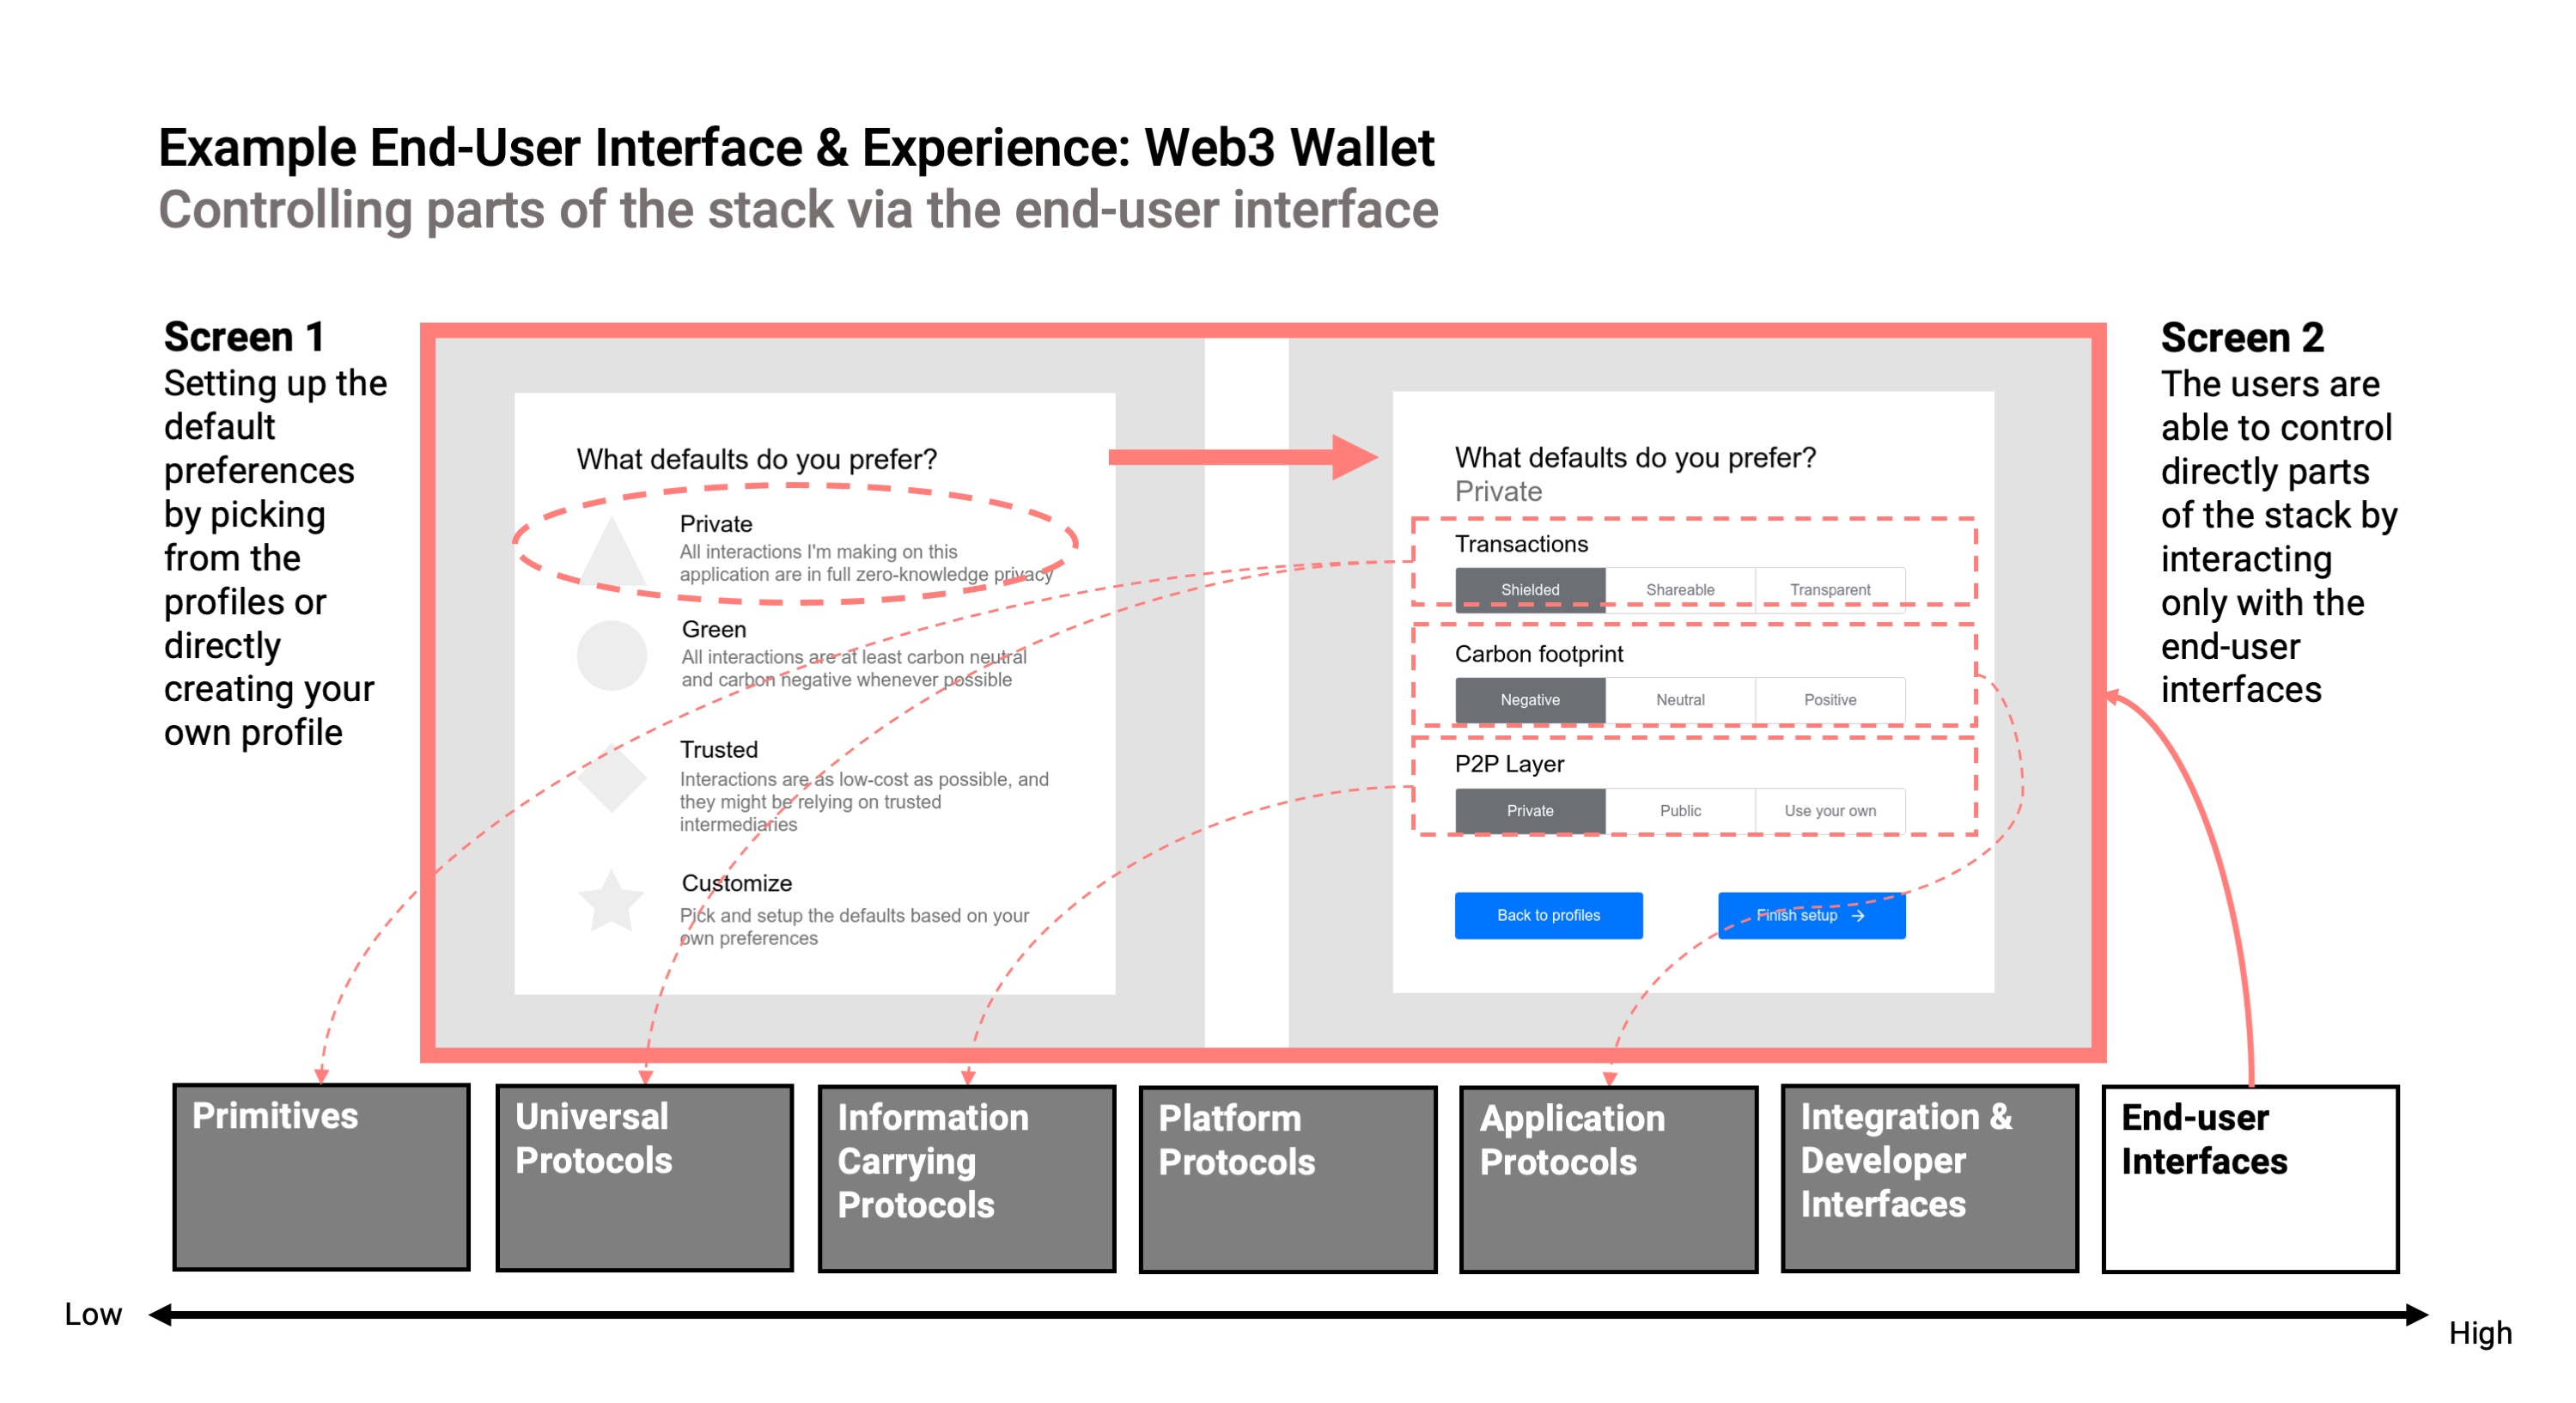 Example End-User Interface & Experience: Web3 Wallet
Controlling parts of the stack via the end-user interface
Screen 1
Setting up the
default
preferences
by picking
from the
profiles or
directly
creating your
own profile
What defaults do you prefer?
Private
All interactions I'm making on this
application are in full zero-knowledge privacy
Green
All interactions are at least carbon neutral
and carbon negative whenever possible
Trusted
Interactions are as low-cost as possible, and
they might be relying on trusted
intermediaries
Customize
Pick and setup the defaults based on your
own preferences
What defaults do you prefer?
Private
Transactions
Shielded Shareable Transparent
Carbon footprint
Negative Neutral Positive
P2P Layer
Private Public Use your own
Back to profiles Finish setup →
Screen 2
The users are
able to control
directly parts
of the stack by
interacting
only with the
end-user
interfaces
Primitives
Universal
Protocols
Information
Carrying
Protocols
Platform
Protocols
Application
Protocols
Integration &
Developer
Interfaces
End-user
Interfaces
Low
High